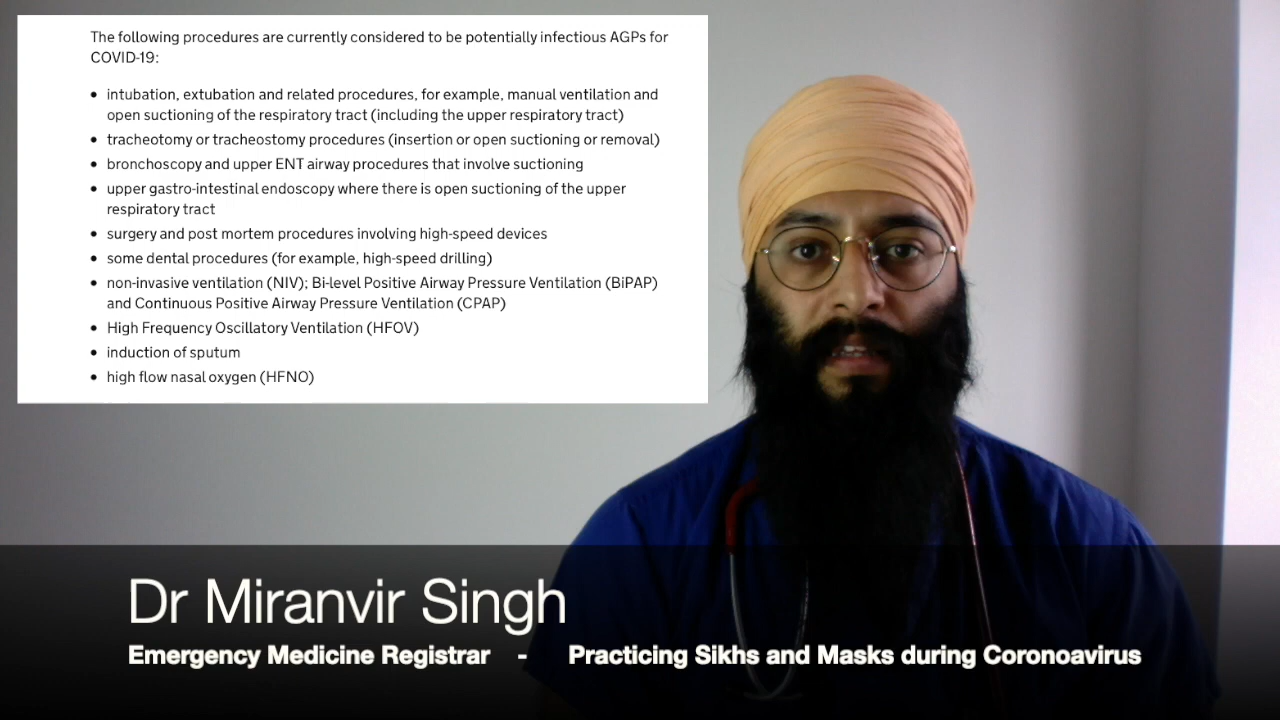 The following procedures are currently considered to be potentially infectious AGPs for
COVID-19:
• intubation, extubation and related procedures, for example, manual ventilation and
open suctioning of the respiratory tract (including the upper respiratory tract)
• tracheotomy or tracheostomy procedures (insertion or open suctioning or removal)
• bronchoscopy and upper ENT airway procedures that involve suctioning
• upper gastro-intestinal endoscopy where there is open suctioning of the upper
respiratory tract
• surgery and post mortem procedures involving high-speed devices
• some dental procedures (for example, high-speed drilling)
• non-invasive ventilation (NIV); Bi-level Positive Airway Pressure Ventilation (BiPAP)
and Continuous Positive Airway Pressure Ventilation (CPAP)
• High Frequency Oscillatory Ventilation (HFOV)
• induction of sputum
• high flow nasal oxygen (HFNO)
Dr Miranvir Singh
Emergency Medicine Registrar - Practicing Sikhs and Masks during Coronoavirus